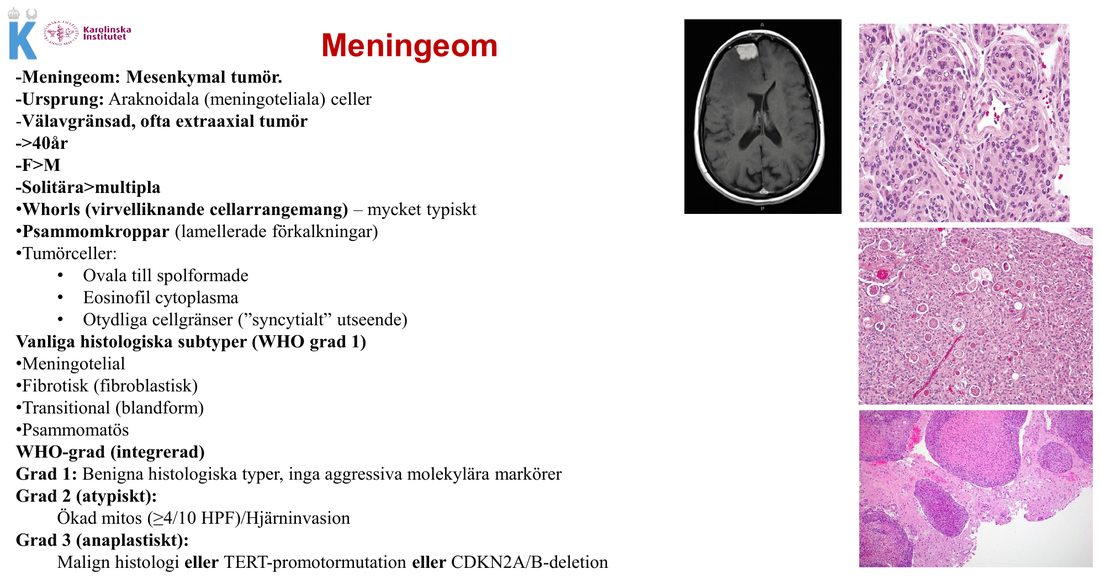 Karolinska
Institutet
Meningeom
-Meningeom: Mesenkymal tumör.
-Ursprung: Araknoidala (meningoteliala) celler
-Välavgränsad, ofta extraaxial tumör
->40år
-F>M
-Solitära>multipla
•Whorls (virvelliknande cellarrangemang) – mycket typiskt
•Psammomkroppar (lamellerade förkalkningar)
•Tumörceller:
• Ovala till spolformade
• Eosinofil cytoplasma
• Otydliga cellgränser (”syncytialt” utseende)
Vanliga histologiska subtyper (WHO grad 1)
•Meningotelial
•Fibrotisk (fibroblastisk)
•Transitional (blandform)
•Psammomatös
WHO-grad (integrerad)
Grad 1: Benigna histologiska typer, inga aggressiva molekylära markörer
Grad 2 (atypiskt):
Ökad mitos (≥4/10 HPF)/Hjärninvasion
Grad 3 (anaplastiskt):
Malign histologi eller TERT-promotormutation eller CDKN2A/B-deletion